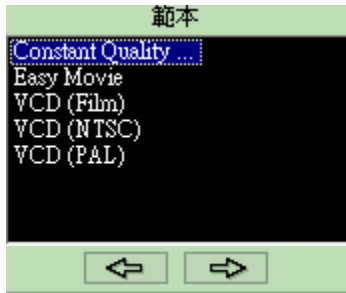 範本
Constant Quality ...
Easy Movie
VCD (Film)
VCD (NTSC)
VCD (PAL)